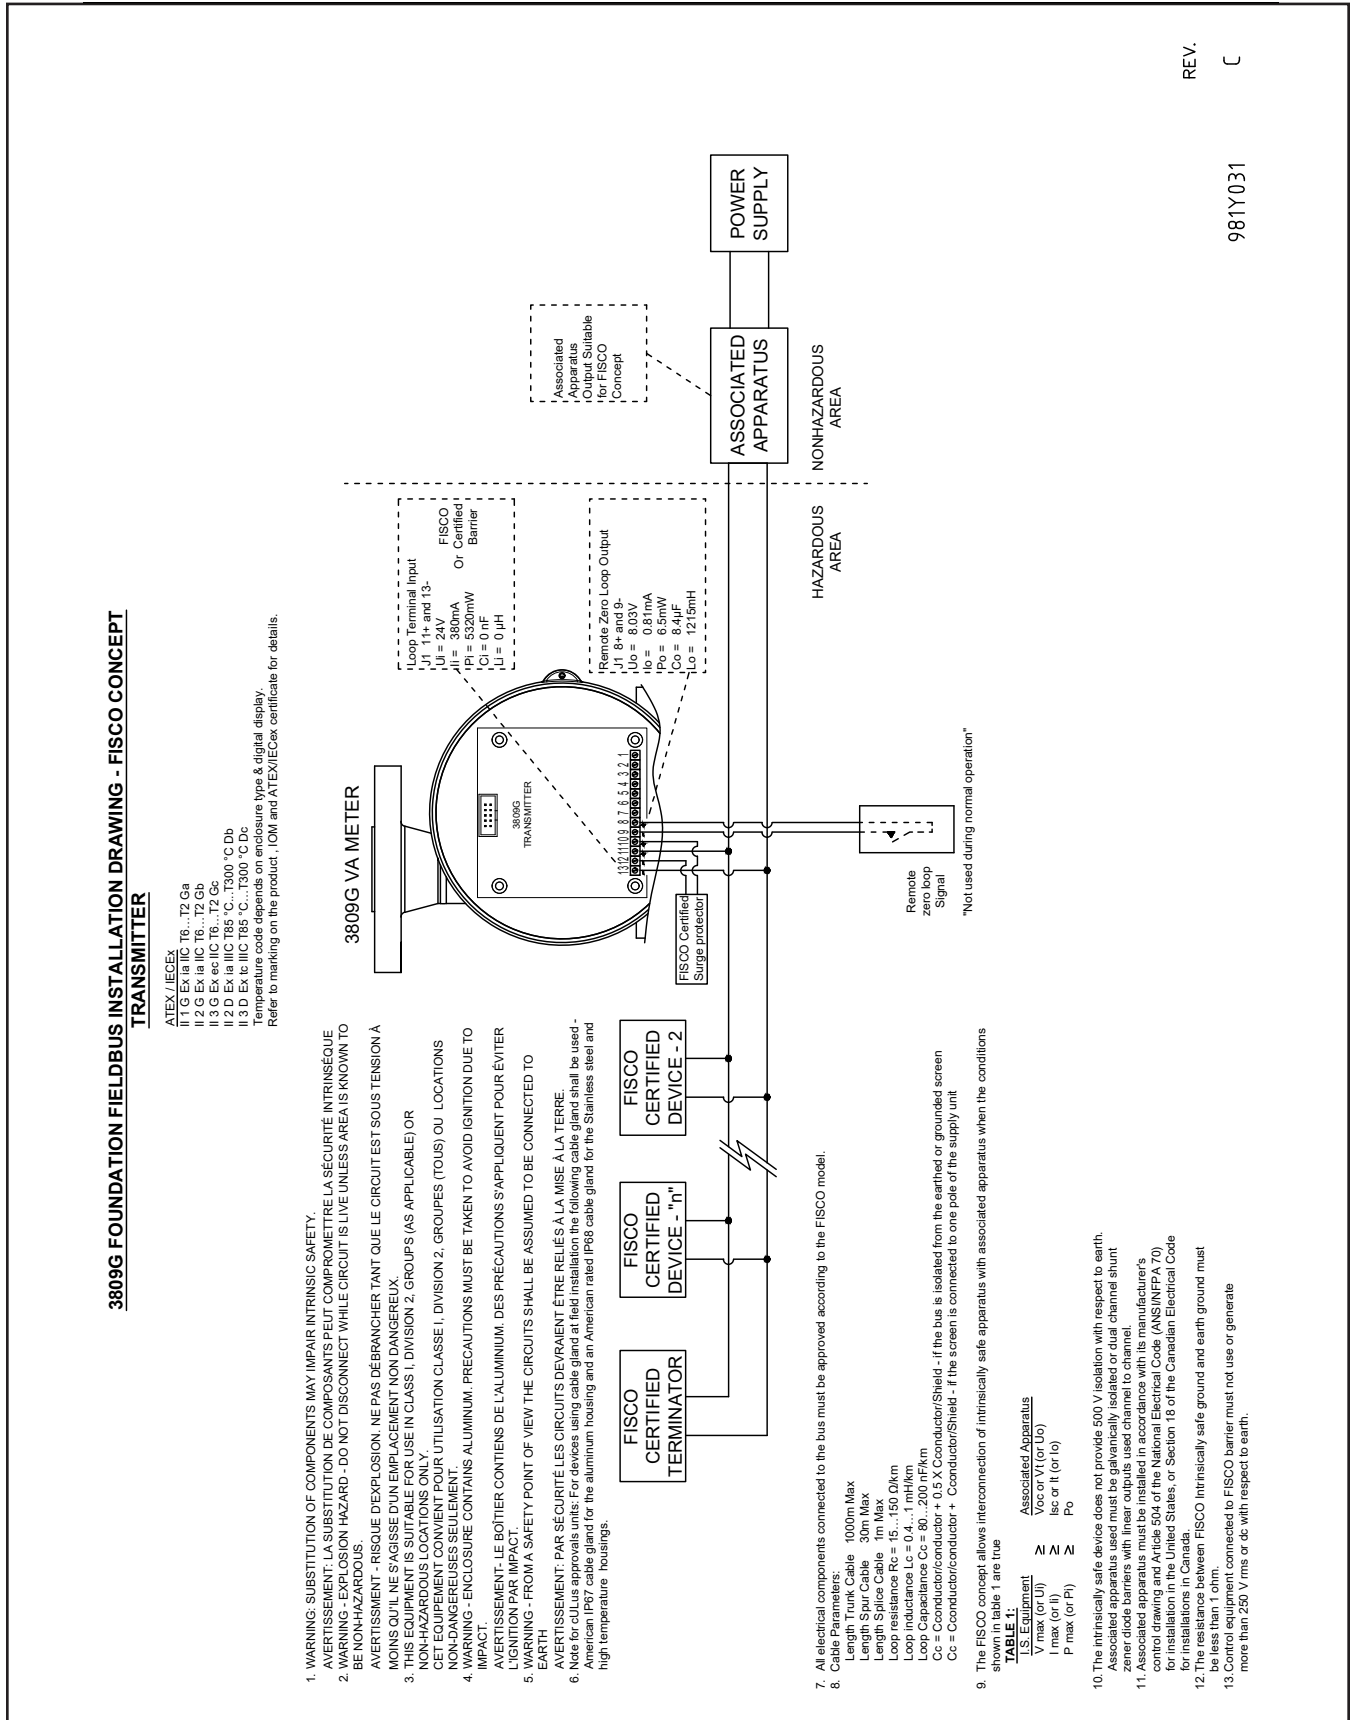 3809G FOUNDATION FIELDBUS INSTALLATION DRAWING - FISCO CONCEPT
TRANSMITTER
ATEX / IECEx
II 1 G Ex ia IIC T6...T2 Ga
II 2 G Ex ia IIC T6...T2 Gb
II 3 G Ex ec IIC T6...T2 Gc
II 2 D Ex ia IIIC T85 °C...T300 °C Db
II 3 D Ex tc IIIC T85 °C...T300 °C Dc
Temperature code depends on enclosure type & digital display.
Refer to marking on the product , IOM and ATEX/IECex certificate for details.
1. WARNING: SUBSTITUTION OF COMPONENTS MAY IMPAIR INTRINSIC SAFETY.
AVERTISSEMENT: LA SUBSTITUTION DE COMPOSANTS PEUT COMPROMETTRE LA SÉCURITÉ INTRINSÈQUE
2. WARNING - EXPLOSION HAZARD - DO NOT DISCONNECT WHILE CIRCUIT IS LIVE UNLESS AREA IS KNOWN TO
BE NON-HAZARDOUS.
AVERTISSMENT - RISQUE D'EXPLOSION. NE PAS DÉBRANCHER TANT QUE LE CIRCUIT EST SOUS TENSION À
MOINS QU'IL NE S'AGISSE D'UN EMPLACEMENT NON DANGEREUX.
3. THIS EQUIPMENT IS SUITABLE FOR USE IN CLASS I, DIVISION 2, GROUPS (AS APPLICABLE) OR
NON-HAZARDOUS LOCATIONS ONLY.
CET EQUIPEMENT CONVIENT POUR UTILISATION CLASSE I, DIVISION 2, GROUPES (TOUS) OU LOCATIONS
NON-DANGEREUSES SEULEMENT.
4. WARNING - ENCLOSURE CONTAINS ALUMINUM. PRECAUTIONS MUST BE TAKEN TO AVOID IGNITION DUE TO
IMPACT.
AVERTISSEMENT- LE BOÎTIER CONTIENS DE L'ALUMINIUM. DES PRÉCAUTIONS S'APPLIQUENT POUR ÉVITER
L'IGNITION PAR IMPACT.
5. WARNING - FROM A SAFETY POINT OF VIEW THE CIRCUITS SHALL BE ASSUMED TO BE CONNECTED TO
EARTH
AVERTISSEMENT: PAR SÉCURITÉ LES CIRCUITS DEVRAIENT ÊTRE RELIÉS À LA MISE À LA TERRE.
6. Note for cULus approvals units: For devices using cable gland at field installation the following cable gland shall be used -
American IP67 cable gland for the aluminum housing and an American rated IP68 cable gland for the Stainless steel and
high temperature housings.
3809G VA METER
3809G
TRANSMITTER
13 12 11 10 9 8 7 6 5 4 3 2 1
Loop Terminal Input
J1 11+ and 13-
Ui = 24V
Ii = 380mA
Pi = 5320mW
Ci = 0 nF
Li = 0 µH
FISCO
Or Certified
Barrier
Remote Zero Loop Output
J1 8+ and 9-
Uo = 8.03V
Io = 0.81mA
Po = 6.5mW
Co = 8.4µF
Lo = 1215mH
Associated
Apparatus
Output Suitable
for FISCO
Concept
FISCO Certified
Surge protector
FISCO
CERTIFIED
TERMINATOR
FISCO
CERTIFIED
DEVICE - "n"
FISCO
CERTIFIED
DEVICE - 2
ASSOCIATED
APPARATUS
POWER
SUPPLY
HAZARDOUS
AREA
NONHAZARDOUS
AREA
Remote
zero loop
Signal
"Not used during normal operation"
7. All electrical components connected to the bus must be approved according to the FISCO model.
8. Cable Parameters:
Length Trunk Cable 1000m Max
Length Spur Cable 30m Max
Length Splice Cable 1m Max
Loop resistance Rc = 15...150 Ω/km
Loop inductance Lc = 0.4...1 mH/km
Loop Capacitance Cc = 80...200 nF/km
Cc = Cconductor/conductor + 0.5 X Cconductor/Shield - if the bus is isolated from the earthed or grounded screen
Cc = Cconductor/conductor + Cconductor/Shield - if the screen is connected to one pole of the supply unit
9. The FISCO concept allows interconnection of intrinsically safe apparatus with associated apparatus when the conditions
shown in table 1 are true
TABLE 1:
I.S. Equipment Associated Apparatus
V max (or Ui) ≥ Voc or Vt (or Uo)
I max (or Ii) ≥ Isc or It (or Io)
P max (or Pi) ≥ Po
10. The intrinsically safe device does not provide 500 V isolation with respect to earth.
Associated apparatus used must be galvanically isolated or dual channel shunt
zener diode barriers with linear outputs used channel to channel.
11. Associated apparatus must be installed in accordance with its manufacturer's
control drawing and Article 504 of the National Electrical Code (ANSI/NFPA 70)
for installation in the United States, or Section 18 of the Canadian Electrical Code
for installations in Canada.
12. The resistance between FISCO Intrinsically safe ground and earth ground must
be less than 1 ohm.
13. Control equipment connected to FISCO barrier must not use or generate
more than 250 V rms or dc with respect to earth.
981Y031
REV.
C